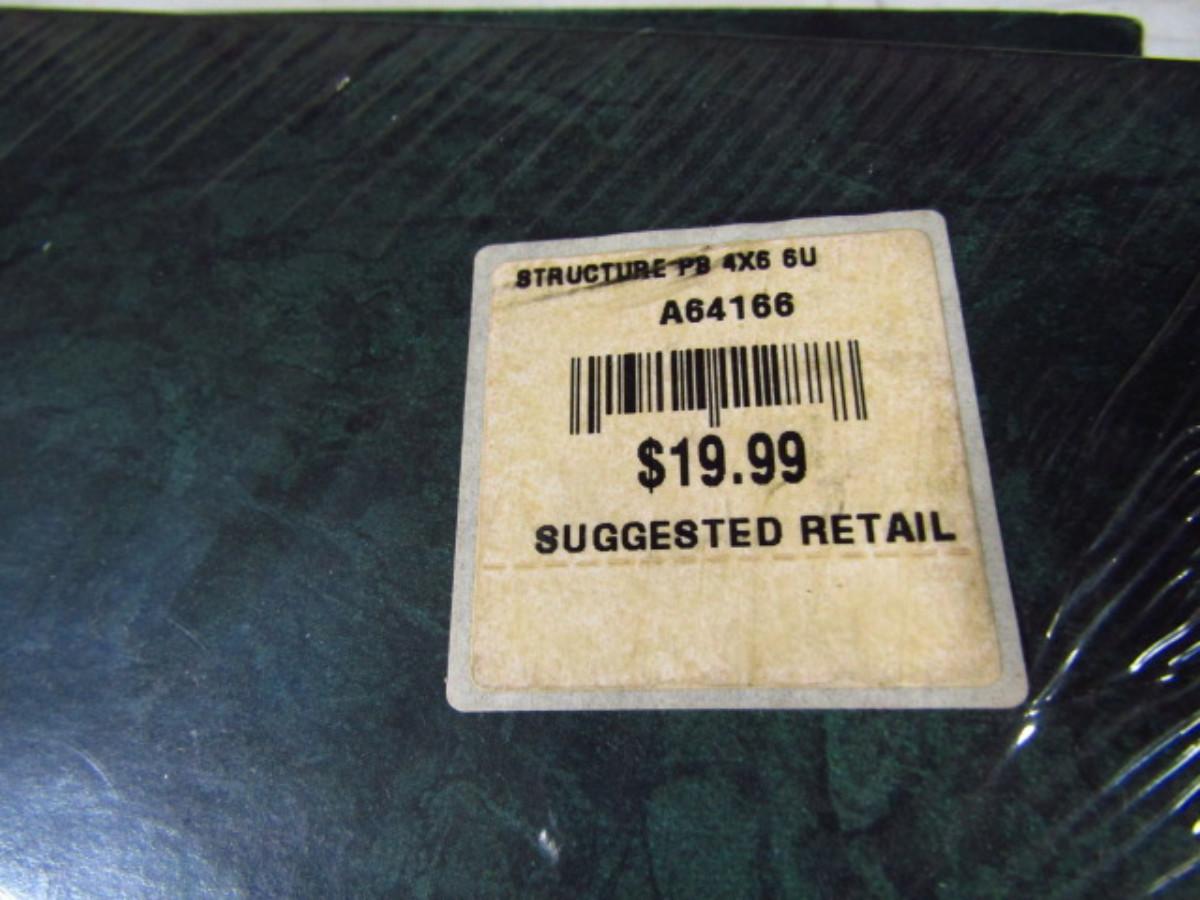 STRUCTURE PB 4X6 6U
A64166
$19.99
SUGGESTED RETAIL